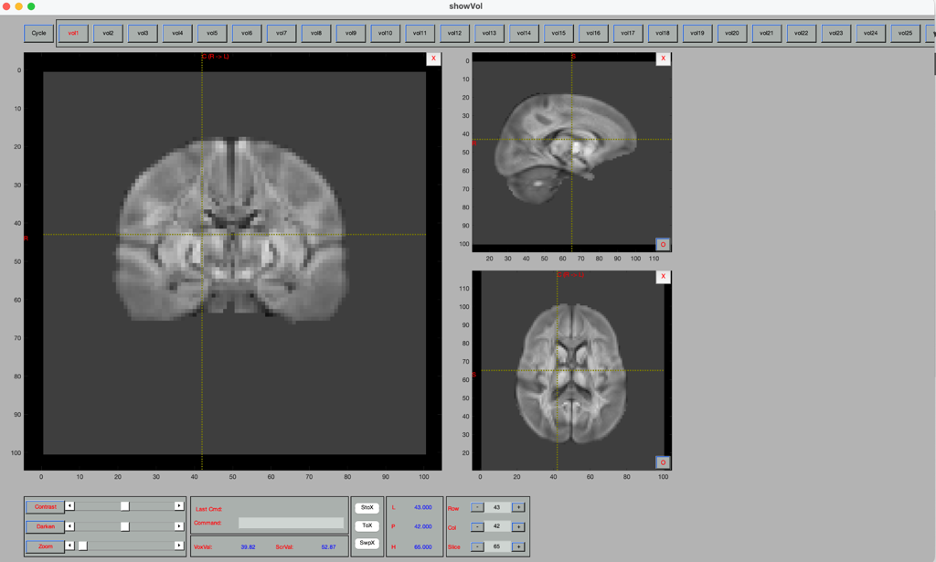 showVol
Cycle vol1 vol2 vol3 vol4 vol5 vol6 vol7 vol8 vol9 vol10 vol11 vol12 vol13 vol14 vol15 vol16 vol17 vol18 vol19 vol20 vol21 vol22 vol23 vol24 vol25
X
0
10
20
30
40
50
60
70
80
90
100
0 10 20 30 40 50 60 70 80 90 100
X
0
10
20
30
40
50
60
70
80
90
100
O
20 30 40 50 60 70 80 90 100 110
X
110
100
90
80
70
60
50
40
30
20
O
0 20 40 60 80 100
Contrast
Darken
Zoom
Last Cmd:
Command:
VoxVal: 39.82 ScrVal: 52.87
StoX
ToX
SwpX
L 43.000
P 42.000
H 65.000
Row - 43 +
Col - 42 +
Slice - 65 +